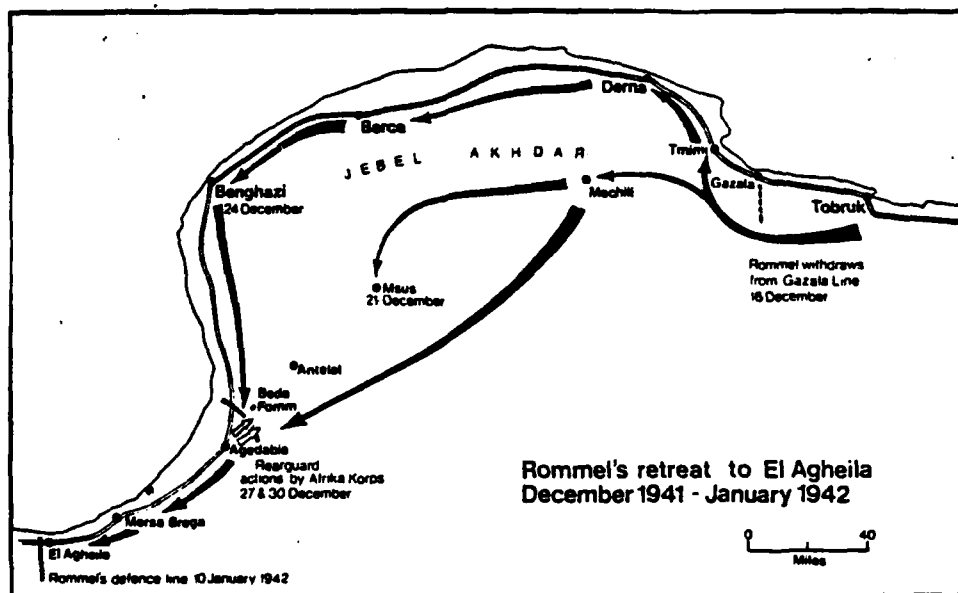 Derna
Berca
JEBEL AKHDAR
Tmimi
Gazala
Mechili
Tobruk
Benghazi
24 December
Rommel withdraws
from Gazala Line
16 December
Msus
21 December
Antelat
Beda
Fomm
Agedabia
Rearguard
actions by Afrika Korps
27 & 30 December
Rommel's retreat to El Agheila
December 1941 - January 1942
0 40
Miles
Mersa Brega
El Agheila
Rommel's defence line 10 January 1942